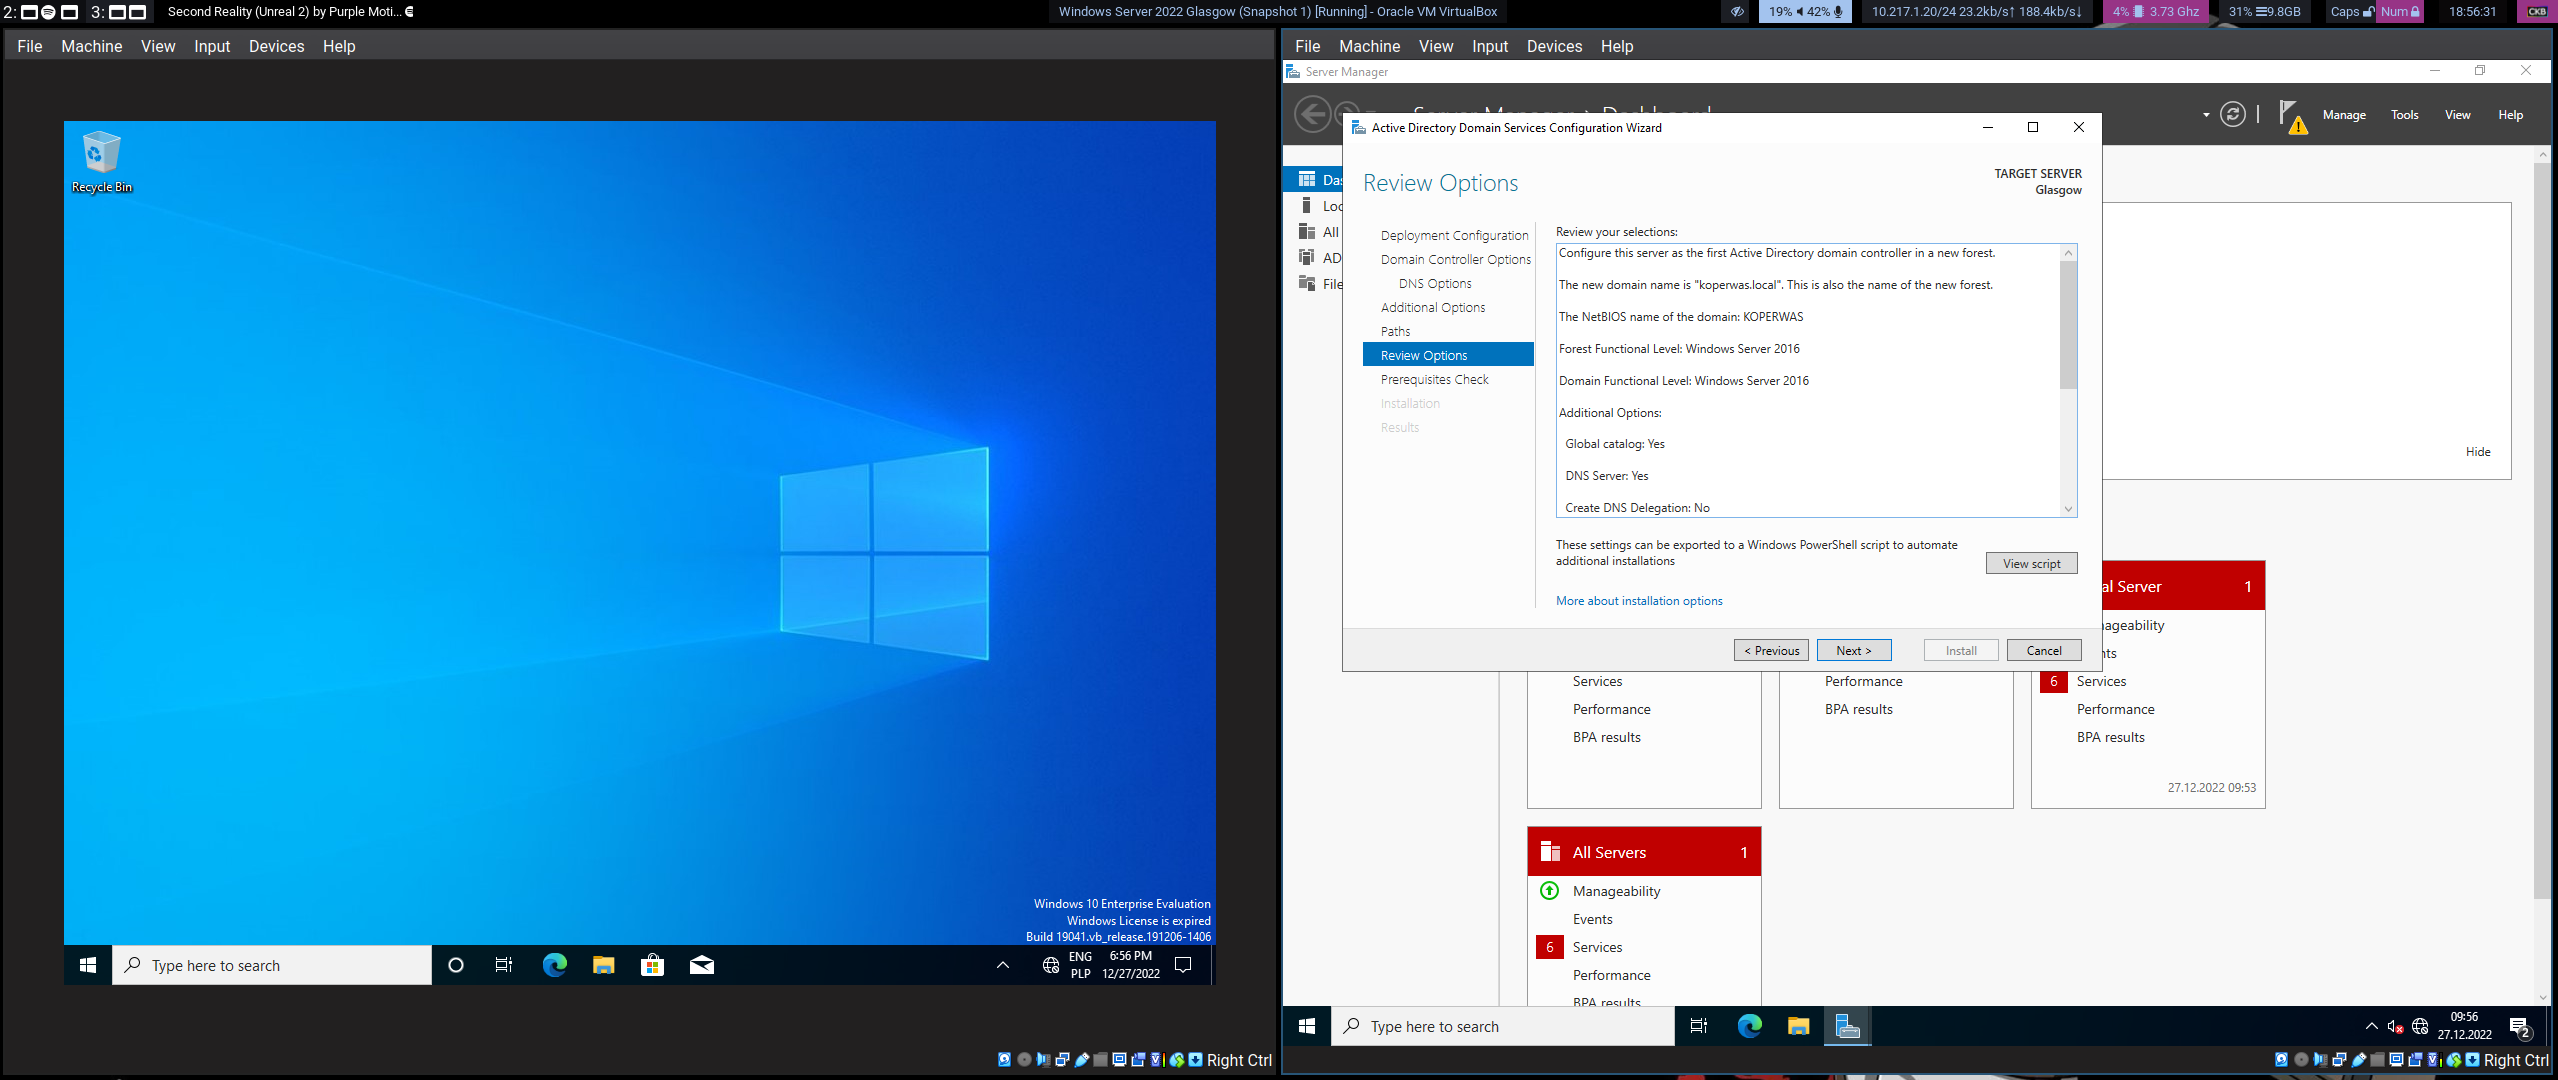 2:
3:
Second Reality (Unreal 2) by Purple Moti...
Windows Server 2022 Glasgow (Snapshot 1) [Running] - Oracle VM VirtualBox
19% 42%
10.217.1.20/24 23.2kb/s↑ 188.4kb/s↓
4% 3.73 Ghz
31% 9.8GB
Caps Num
18:56:31
CKB
File Machine View Input Devices Help
Recycle Bin
Windows 10 Enterprise Evaluation
Windows License is expired
Build 19041.vb_release.191206-1406
Type here to search
ENG
PLP
6:56 PM
12/27/2022
Right Ctrl
File Machine View Input Devices Help
Server Manager
Manage Tools View Help
Das
Loc
All
AD
File
Active Directory Domain Services Configuration Wizard
Review Options
TARGET SERVER
Glasgow
Deployment Configuration
Domain Controller Options
DNS Options
Additional Options
Paths
Review Options
Prerequisites Check
Installation
Results
Review your selections:
Configure this server as the first Active Directory domain controller in a new forest.
The new domain name is "koperwas.local". This is also the name of the new forest.
The NetBIOS name of the domain: KOPERWAS
Forest Functional Level: Windows Server 2016
Domain Functional Level: Windows Server 2016
Additional Options:
Global catalog: Yes
DNS Server: Yes
Create DNS Delegation: No
These settings can be exported to a Windows PowerShell script to automate
additional installations
View script
More about installation options
< Previous
Next >
Install
Cancel
Hide
Services
Performance
BPA results
Performance
BPA results
al Server 1
nageability
nts
6 Services
Performance
BPA results
27.12.2022 09:53
All Servers 1
Manageability
Events
6 Services
Performance
BPA results
Type here to search
09:56
27.12.2022
2
Right Ctrl